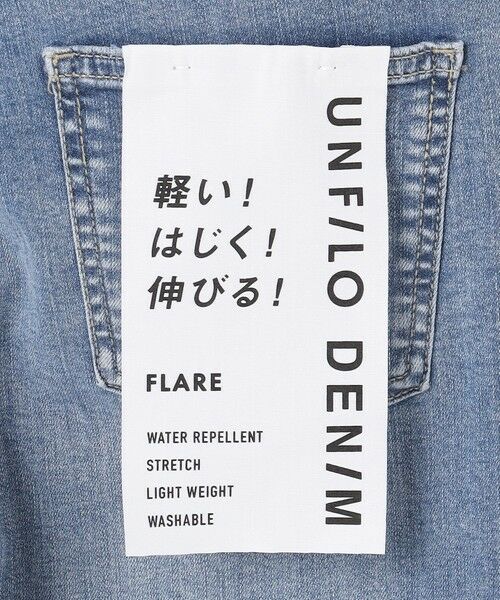 軽い!
はじく!
伸びる!
FLARE
WATER REPELLENT
STRETCH
LIGHT WEIGHT
WASHABLE
UNF/LO DEN/M